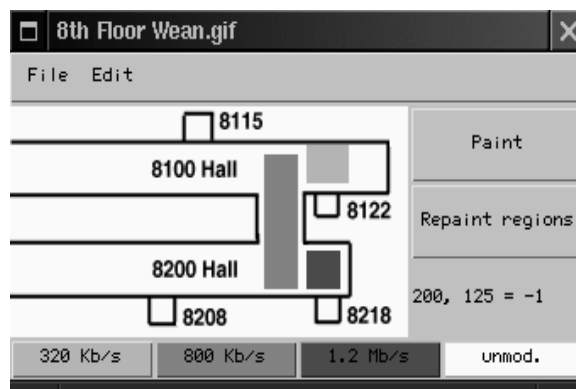 8th Floor Wean.gif
File Edit
8115
Paint
8100 Hall
8122
Repaint regions
8200 Hall
200, 125 = -1
8208
8218
320 Kb/s 800 Kb/s 1.2 Mb/s unmod.